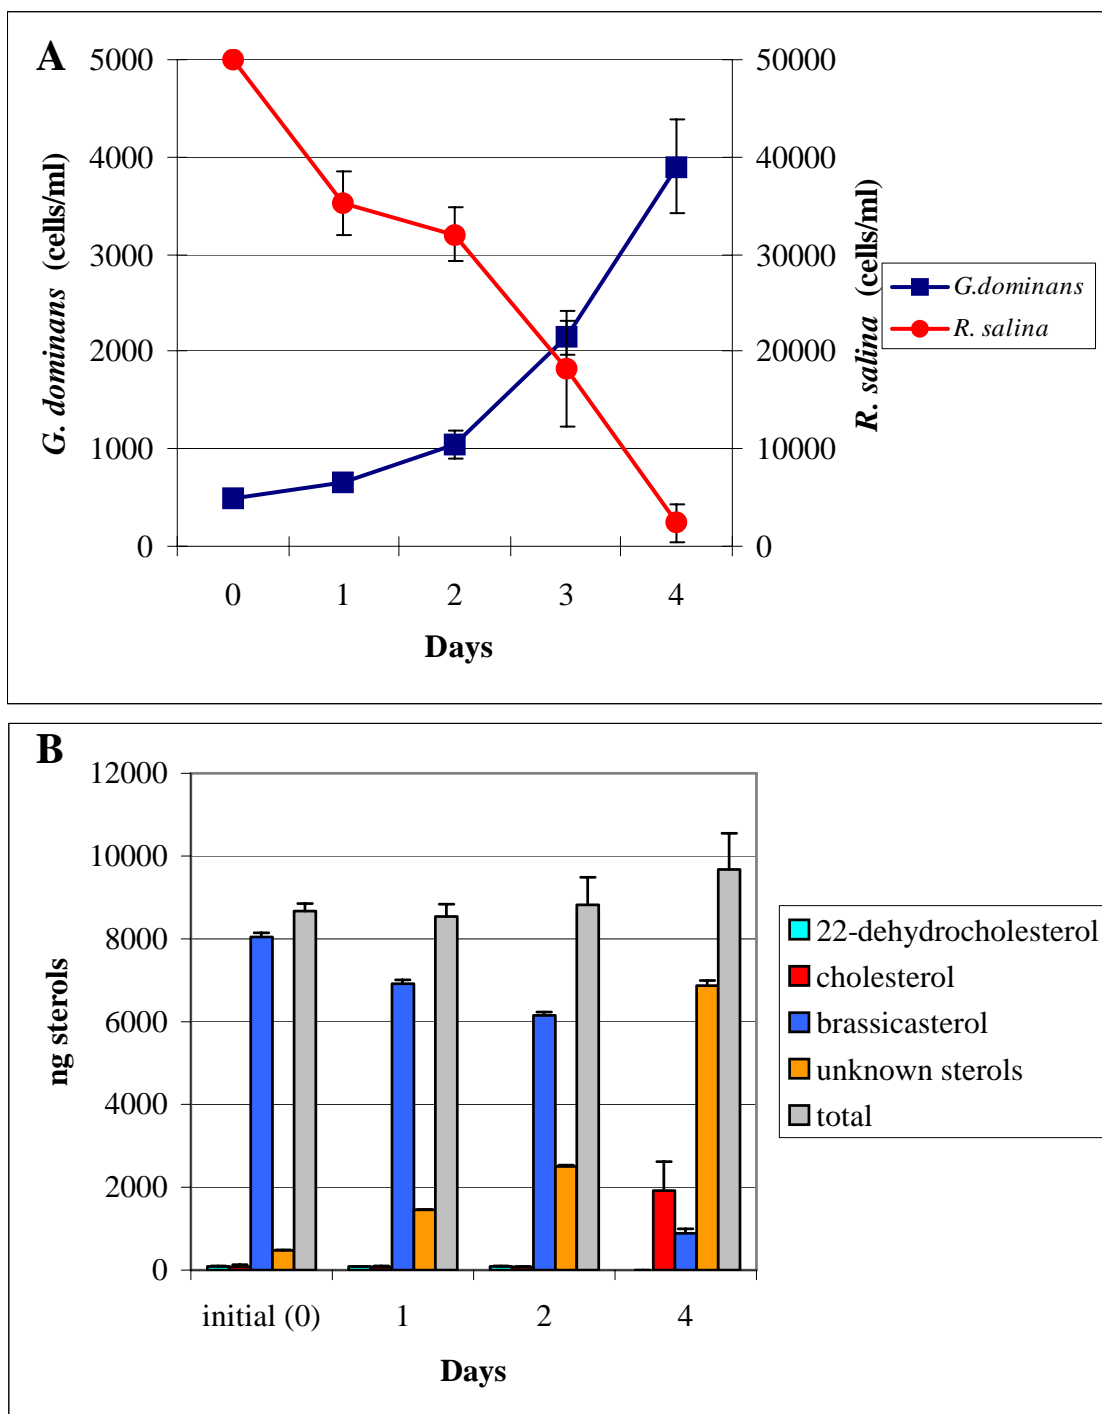 A
5000
4000
3000
2000
1000
0
G. dominans (cells/ml)
50000
40000
30000
20000
10000
0
R. salina (cells/ml)
G.dominans
R. salina
0 1 2 3 4
Days
B
12000
10000
8000
6000
4000
2000
0
ng sterols
22-dehydrocholesterol
cholesterol
brassicasterol
unknown sterols
total
initial (0) 1 2 4
Days